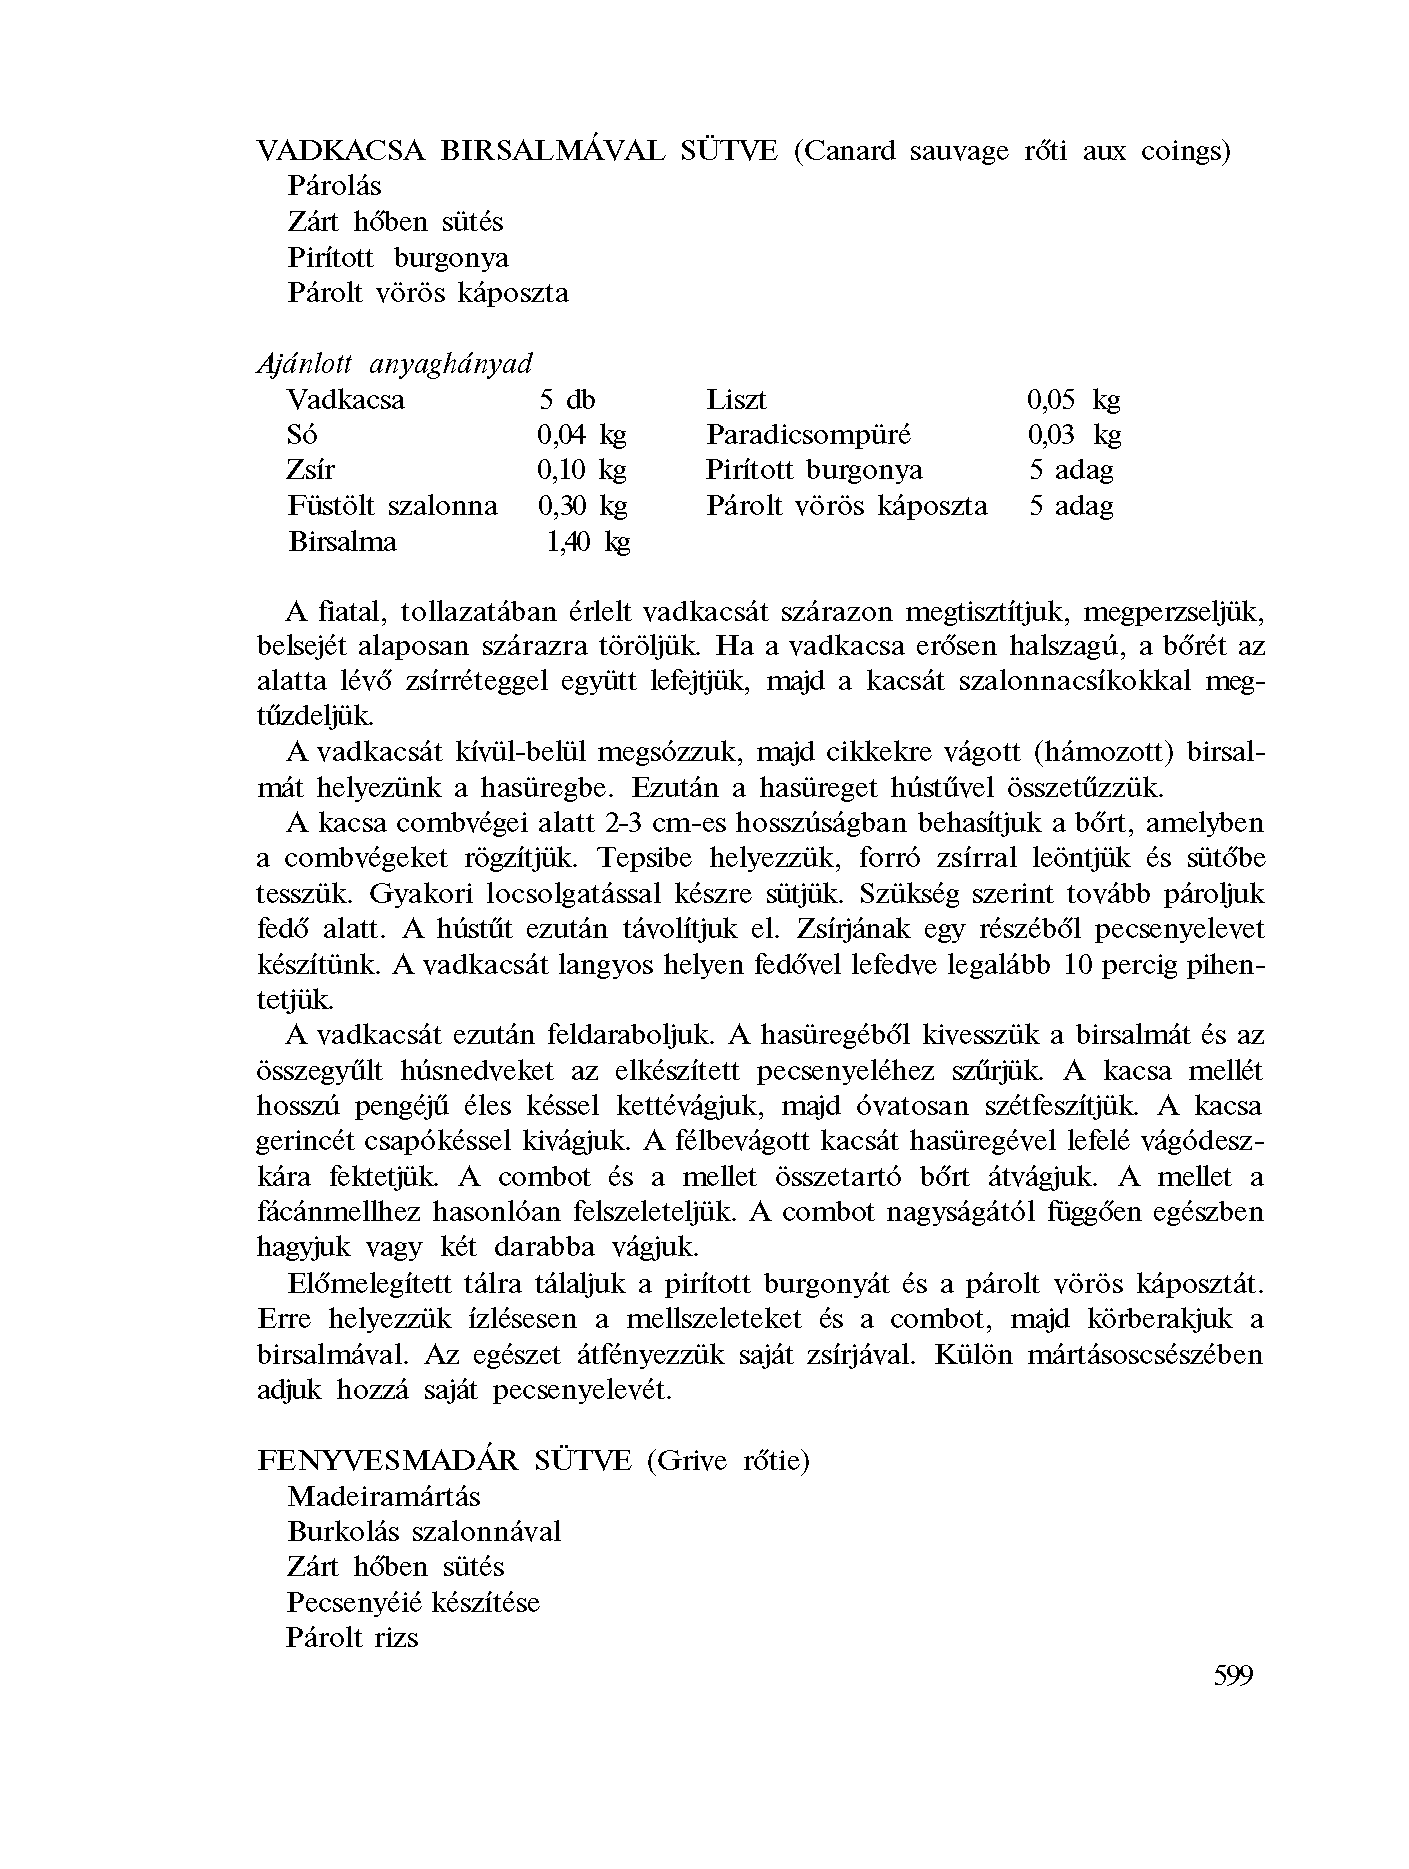 VADKACSA BIRSALMÁVAL SÜTVE (Canard sauvage rőti aux coings)
Párolás
Zárt hőben sütés
Pirított burgonya
Párolt vörös káposzta
Ajánlott anyaghányad
Vadkacsa 5 db Liszt 0,05 kg
Só 0,04 kg Paradicsompüré 0,03 kg
Zsír 0,10 kg Pirított burgonya 5 adag
Füstölt szalonna 0,30 kg Párolt vörös káposzta 5 adag
Birsalma 1,40 kg
A fiatal, tollazatában érlelt vadkacsát szárazon megtisztítjuk, megperzseljük,
belsejét alaposan szárazra töröljük. Ha a vadkacsa erősen halszagú, a bőrét az
alatta lévő zsírréteggel együtt lefejtjük, majd a kacsát szalonnacsíkokkal meg-
tűzdeljük.
A vadkacsát kívül-belül megsózzuk, majd cikkekre vágott (hámozott) birsal-
mát helyezünk a hasüregbe. Ezután a hasüreget hústűvel összetűzzük.
A kacsa combvégei alatt 2-3 cm-es hosszúságban behasítjuk a bőrt, amelyben
a combvégeket rögzítjük. Tepsibe helyezzük, forró zsírral leöntjük és sütőbe
tesszük. Gyakori locsolgatással készre sütjük. Szükség szerint tovább pároljuk
fedő alatt. A hústűt ezután távolítjuk el. Zsírjának egy részéből pecsenyelevet
készítünk. A vadkacsát langyos helyen fedővel lefedve legalább 10 percig pihen-
tetjük.
A vadkacsát ezután feldaraboljuk. A hasüregéből kivesszük a birsalmát és az
összegyűlt húsnedveket az elkészített pecsenyeléhez szűrjük. A kacsa mellét
hosszú pengéjű éles késsel kettévágjuk, majd óvatosan szétfeszítjük. A kacsa
gerincét csapókéssel kivágjuk. A félbevágott kacsát hasüregével lefelé vágódesz-
kára fektetjük. A combot és a mellet összetartó bőrt átvágjuk. A mellet a
fácánmellhez hasonlóan felszeleteljük. A combot nagyságától függően egészben
hagyjuk vagy két darabba vágjuk.
Előmelegített tálra tálaljuk a pirított burgonyát és a párolt vörös káposztát.
Erre helyezzük ízlésesen a mellszeleteket és a combot, majd körberakjuk a
birsalmával. Az egészet átfényezzük saját zsírjával. Külön mártásoscsészében
adjuk hozzá saját pecsenyelevét.
FENYVESMADÁR SÜTVE (Grive rőtie)
Madeiramártás
Burkolás szalonnával
Zárt hőben sütés
Pecsenyéié készítése
Párolt rizs
599